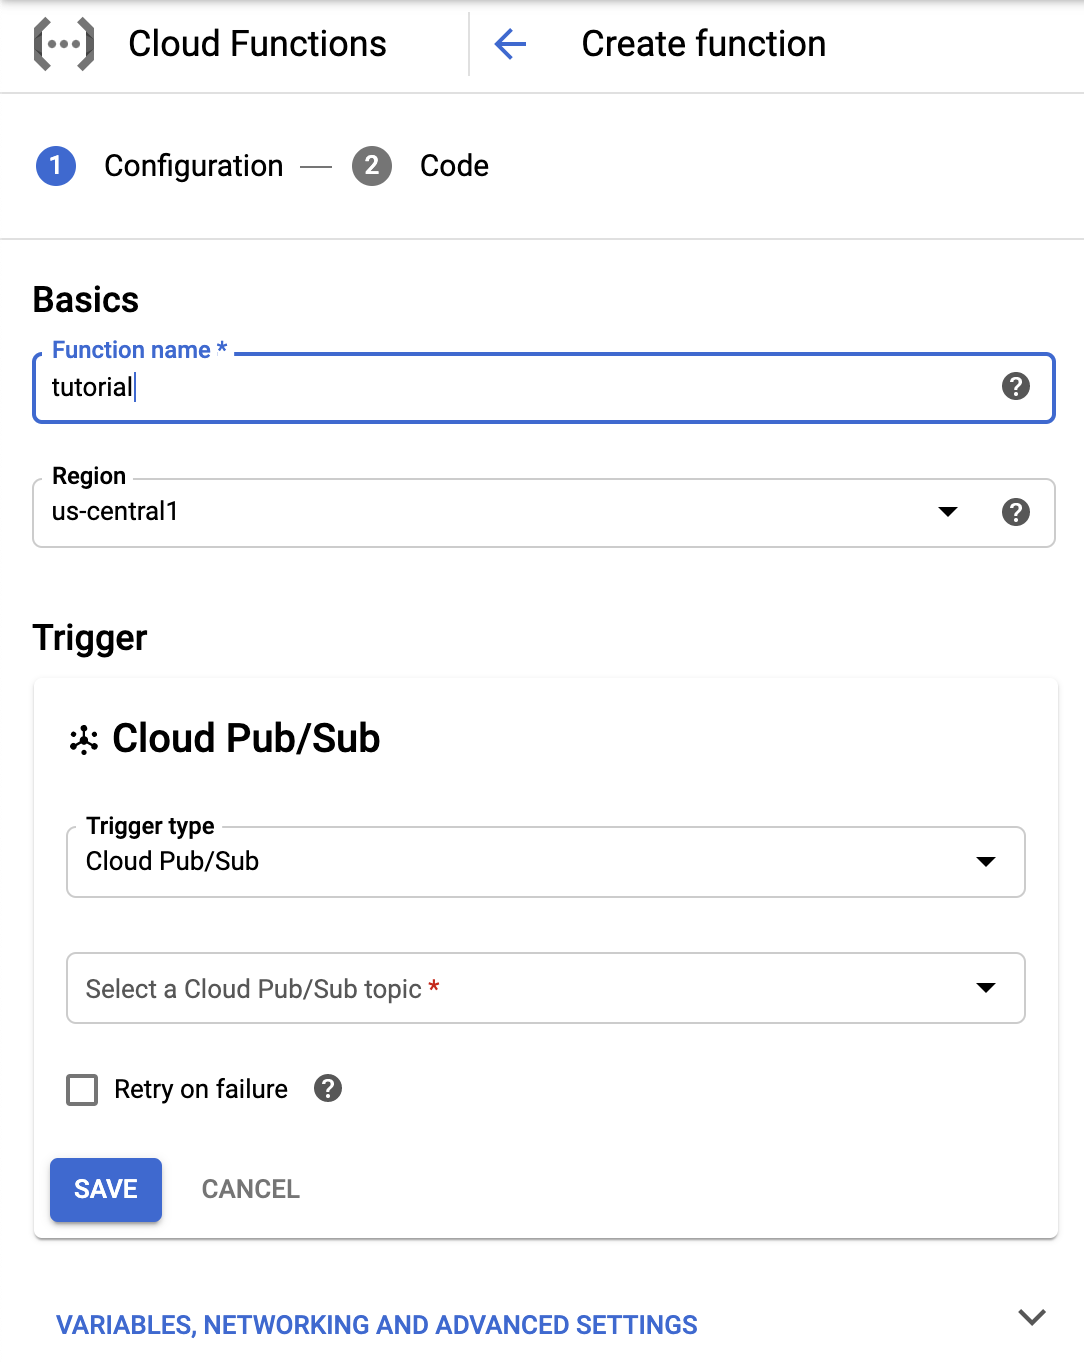 Cloud Functions
Create function
1 Configuration — 2 Code
Basics
Function name *
tutorial
Region
us-central1
Trigger
Cloud Pub/Sub
Trigger type
Cloud Pub/Sub
Select a Cloud Pub/Sub topic *
Retry on failure
SAVE CANCEL
VARIABLES, NETWORKING AND ADVANCED SETTINGS